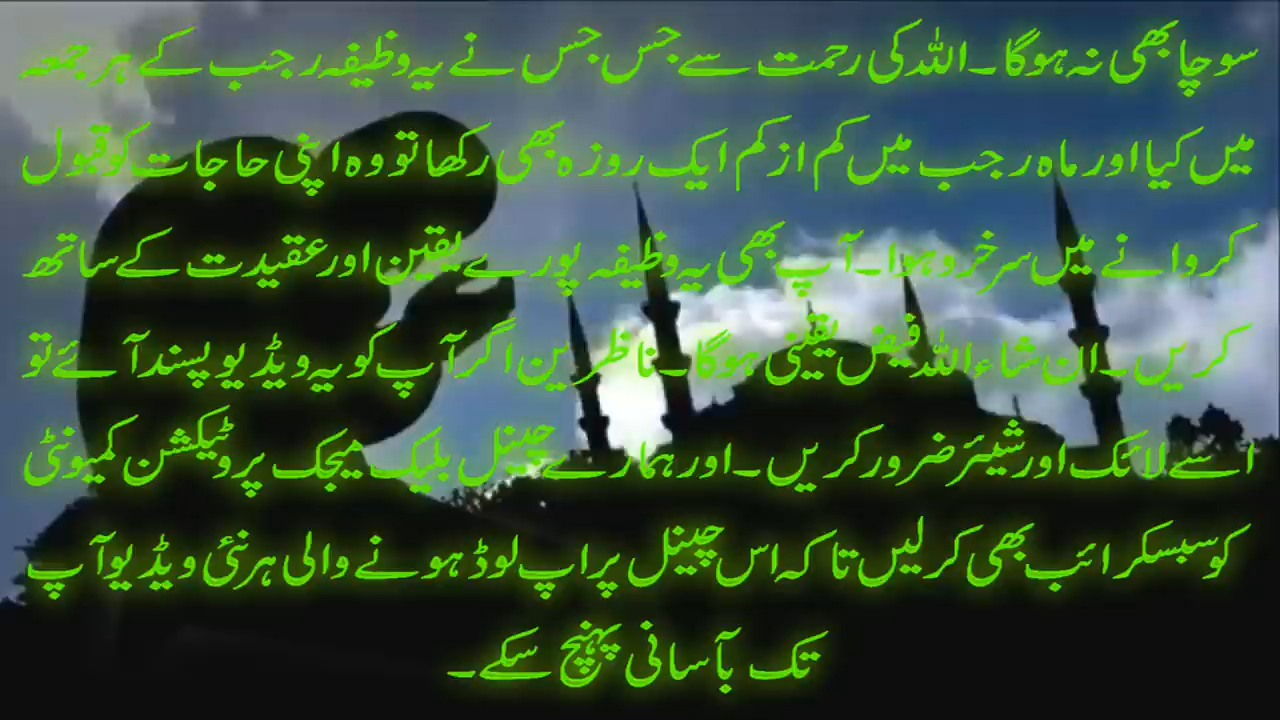 سوچا بھی نہ ہوگا۔ اللہ کی رحمت سے جس جس نے یہ وظیفہ رجب کے ہر جمعہ
میں کیا اور ماہ رجب میں کم از کم ایک روزہ بھی رکھا تو وہ اپنی حاجات کو قبول
کروانے میں سرخرو ہوا۔ آپ بھی یہ وظیفہ پورے یقین اور عقیدت کے ساتھ
کریں۔ ان شاء اللہ فیض یقینی ہوگا۔ ناظرین اگر آپ کو یہ ویڈیو پسند آئے تو
اسے لائک اور شیئر ضرور کریں۔ اور ہمارے چینل بلیک میجک پروٹیکشن کمیونٹی
کو سبسکرائب بھی کر لیں تا کہ اس چینل پر اپ لوڈ ہونے والی ہر نئی ویڈیو آپ
تک بآسانی پہنچ سکے۔